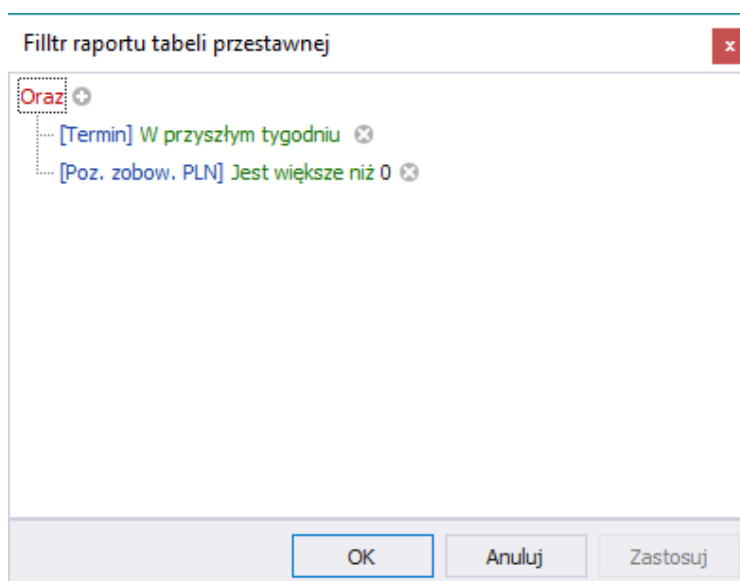 Filltr raportu tabeli przestawnej
x
Oraz
[Termin] W przyszłym tygodniu
[Poz. zobow. PLN] Jest większe niż 0
OK Anuluj Zastosuj